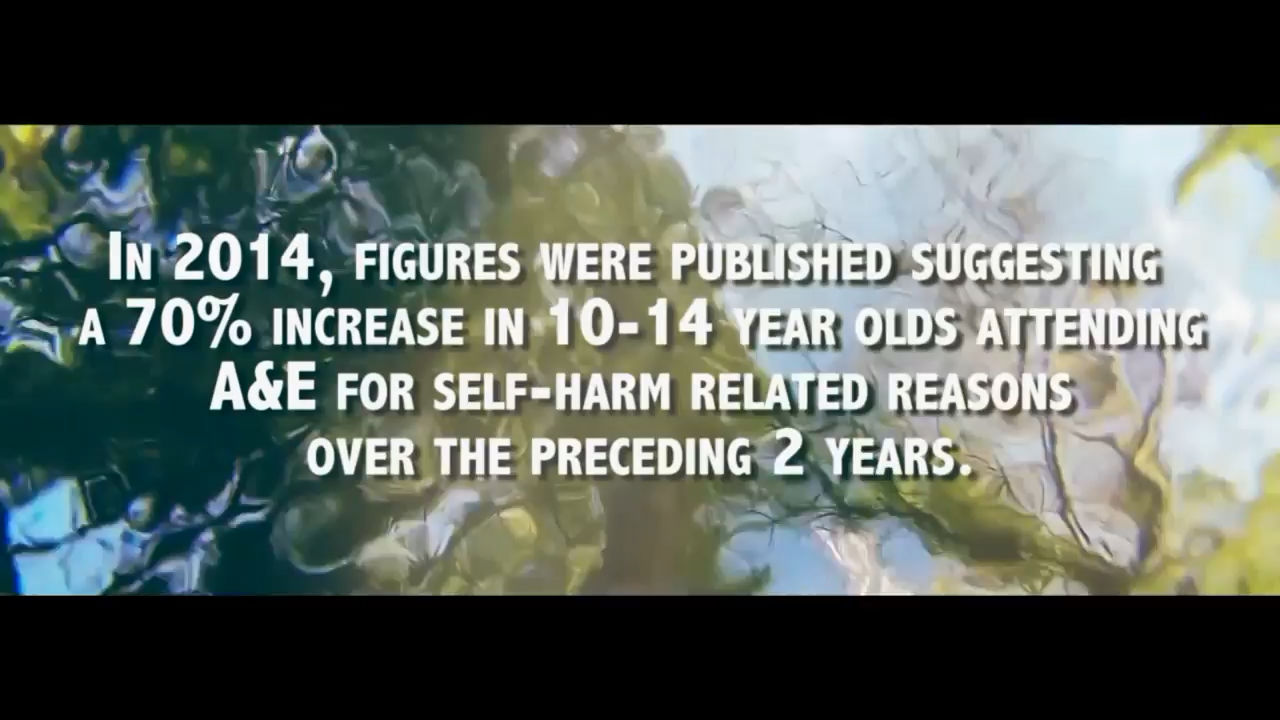 In 2014, figures were published suggesting
a 70% increase in 10-14 year olds attending
A&E for self-harm related reasons
over the preceding 2 years.